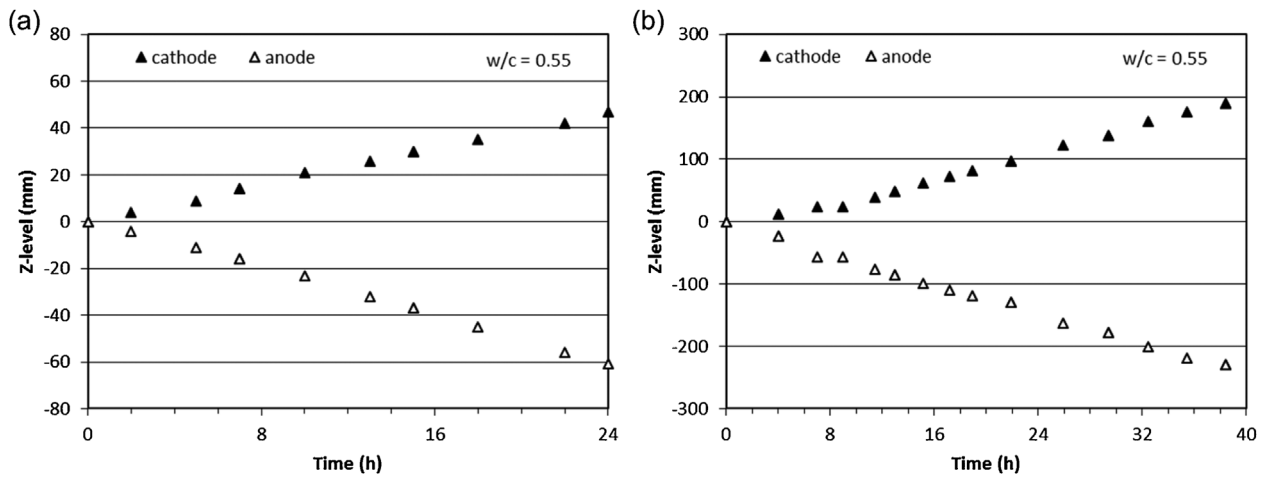 (a)
80
60
40
20
0
-20
-40
-60
-80
Z-level (mm)
▲ cathode △ anode
w/c = 0.55
0 8 16 24
Time (h)
(b)
300
200
100
0
-100
-200
-300
Z-level (mm)
▲ cathode △ anode
w/c = 0.55
0 8 16 24 32 40
Time (h)